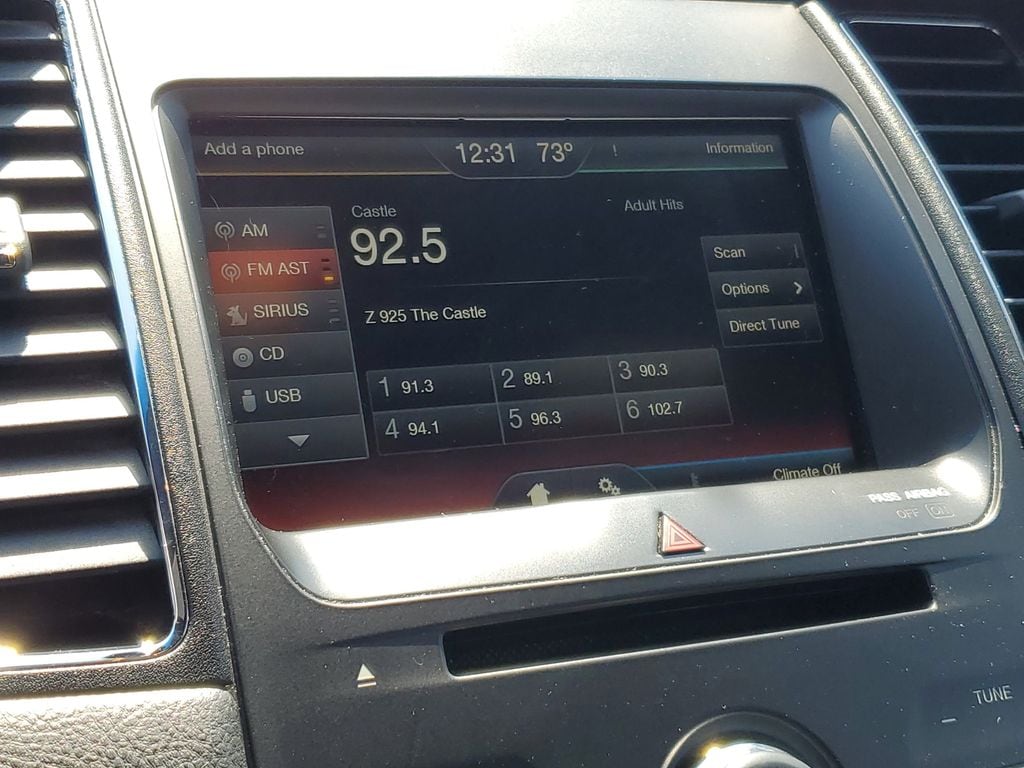 Add a phone
12:31 73°
!
Information
AM
FM AST
SIRIUS
CD
USB
Castle
92.5
Adult Hits
Z 925 The Castle
Scan
Options
Direct Tune
1 91.3
2 89.1
3 90.3
4 94.1
5 96.3
6 102.7
Climate Off
PASS AIRBAG
OFF ON
TUNE
–